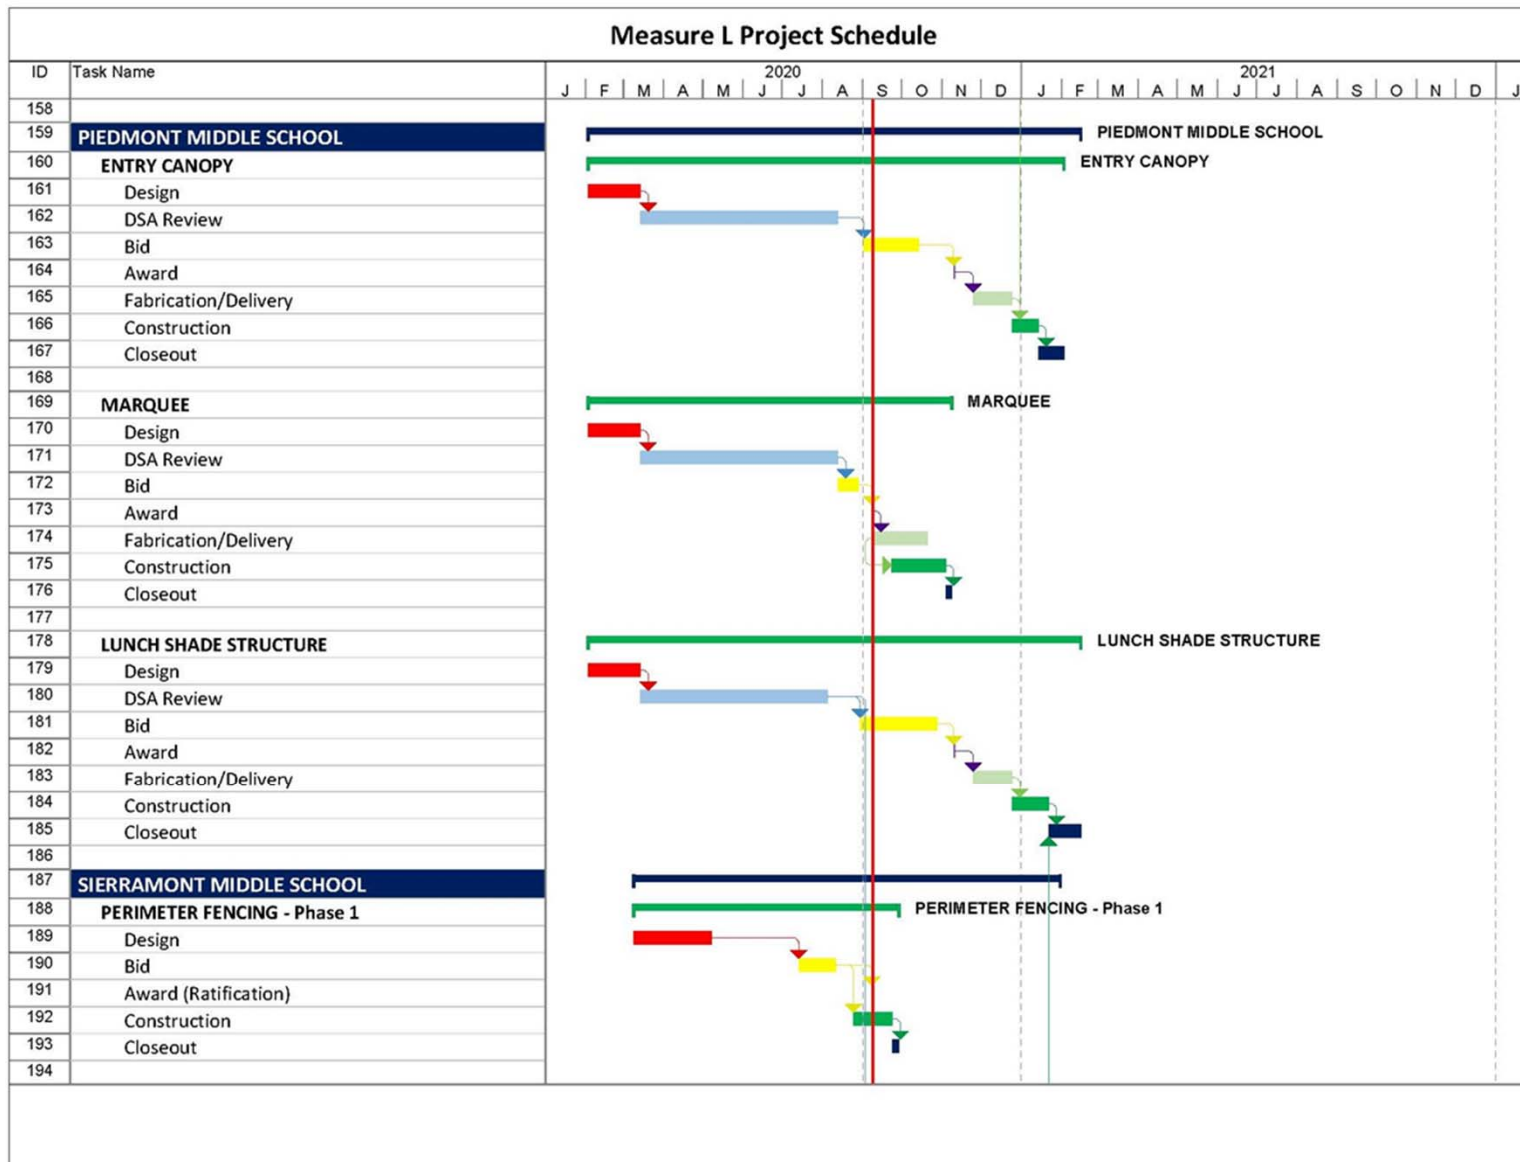 Measure L Project Schedule
ID Task Name 2020 2021
J F M A M J J A S O N D J F M A M J J A S O N D J
158
159 PIEDMONT MIDDLE SCHOOL PIEDMONT MIDDLE SCHOOL
160 ENTRY CANOPY ENTRY CANOPY
161 Design
162 DSA Review
163 Bid
164 Award
165 Fabrication/Delivery
166 Construction
167 Closeout
168
169 MARQUEE MARQUEE
170 Design
171 DSA Review
172 Bid
173 Award
174 Fabrication/Delivery
175 Construction
176 Closeout
177
178 LUNCH SHADE STRUCTURE LUNCH SHADE STRUCTURE
179 Design
180 DSA Review
181 Bid
182 Award
183 Fabrication/Delivery
184 Construction
185 Closeout
186
187 SIERRAMONT MIDDLE SCHOOL
188 PERIMETER FENCING - Phase 1 PERIMETER FENCING - Phase 1
189 Design
190 Bid
191 Award (Ratification)
192 Construction
193 Closeout
194